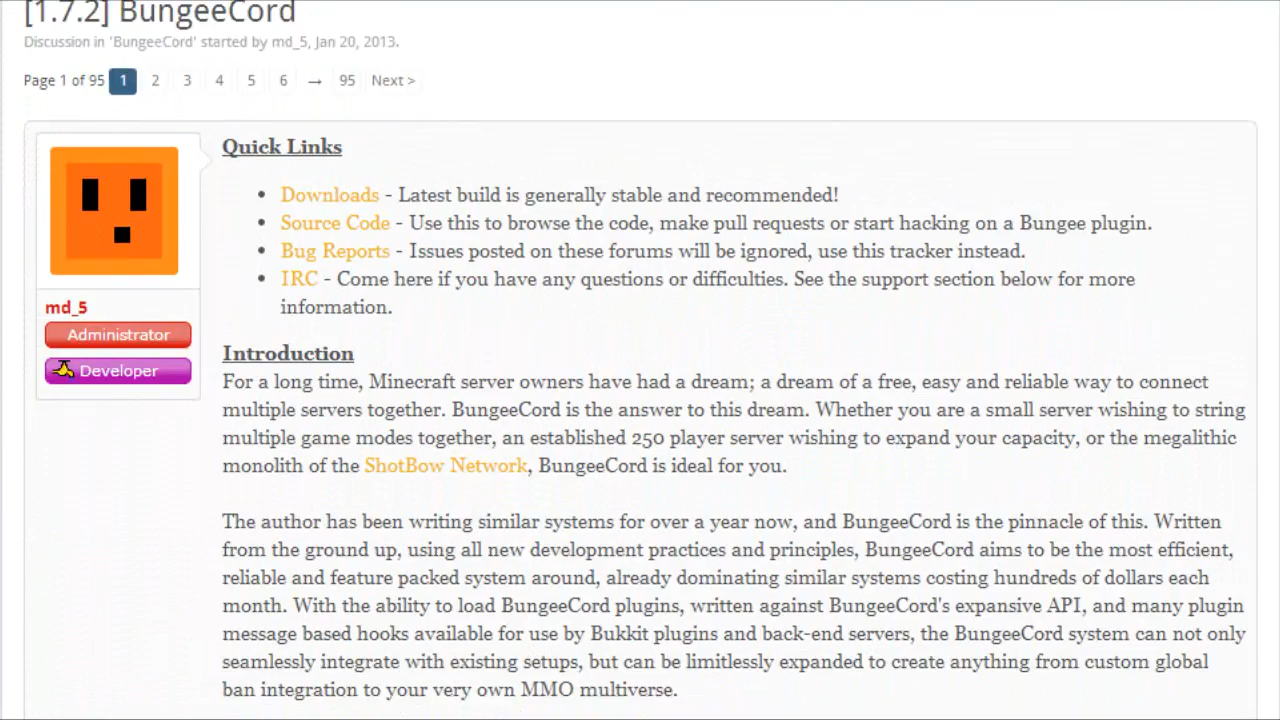 [1.7.2] BungeeCord
Discussion in 'BungeeCord' started by md_5, Jan 20, 2013.
Page 1 of 95 1 2 3 4 5 6 → 95 Next >
md_5
Administrator
Developer
Quick Links
• Downloads - Latest build is generally stable and recommended!
• Source Code - Use this to browse the code, make pull requests or start hacking on a Bungee plugin.
• Bug Reports - Issues posted on these forums will be ignored, use this tracker instead.
• IRC - Come here if you have any questions or difficulties. See the support section below for more
information.
Introduction
For a long time, Minecraft server owners have had a dream; a dream of a free, easy and reliable way to connect
multiple servers together. BungeeCord is the answer to this dream. Whether you are a small server wishing to string
multiple game modes together, an established 250 player server wishing to expand your capacity, or the megalithic
monolith of the ShotBow Network, BungeeCord is ideal for you.
The author has been writing similar systems for over a year now, and BungeeCord is the pinnacle of this. Written
from the ground up, using all new development practices and principles, BungeeCord aims to be the most efficient,
reliable and feature packed system around, already dominating similar systems costing hundreds of dollars each
month. With the ability to load BungeeCord plugins, written against BungeeCord's expansive API, and many plugin
message based hooks available for use by Bukkit plugins and back-end servers, the BungeeCord system can not only
seamlessly integrate with existing setups, but can be limitlessly expanded to create anything from custom global
ban integration to your very own MMO multiverse.